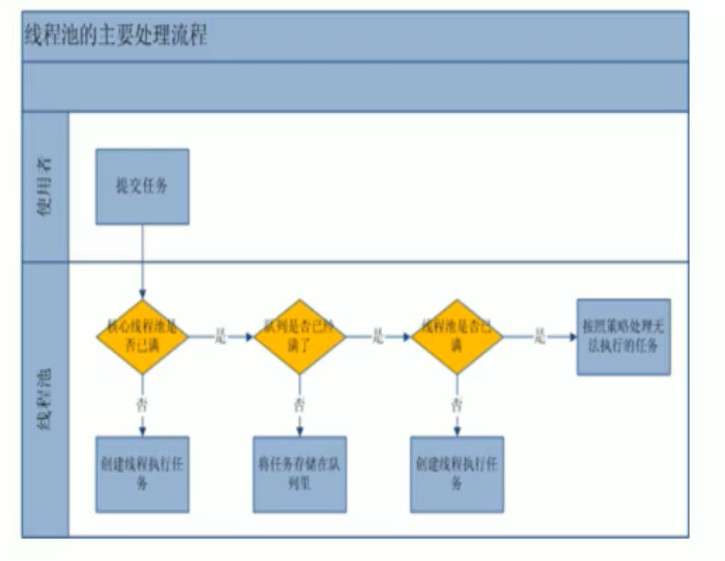 线程池的主要处理流程
使用者
提交任务
线程池
核心线程池是
否已满
是
队列是否已经
满了
是
线程池是否已
满
是
按照策略处理无
法执行的任务
否
否
否
创建线程执行任
务
将任务存储在队
列里
创建线程执行任
务